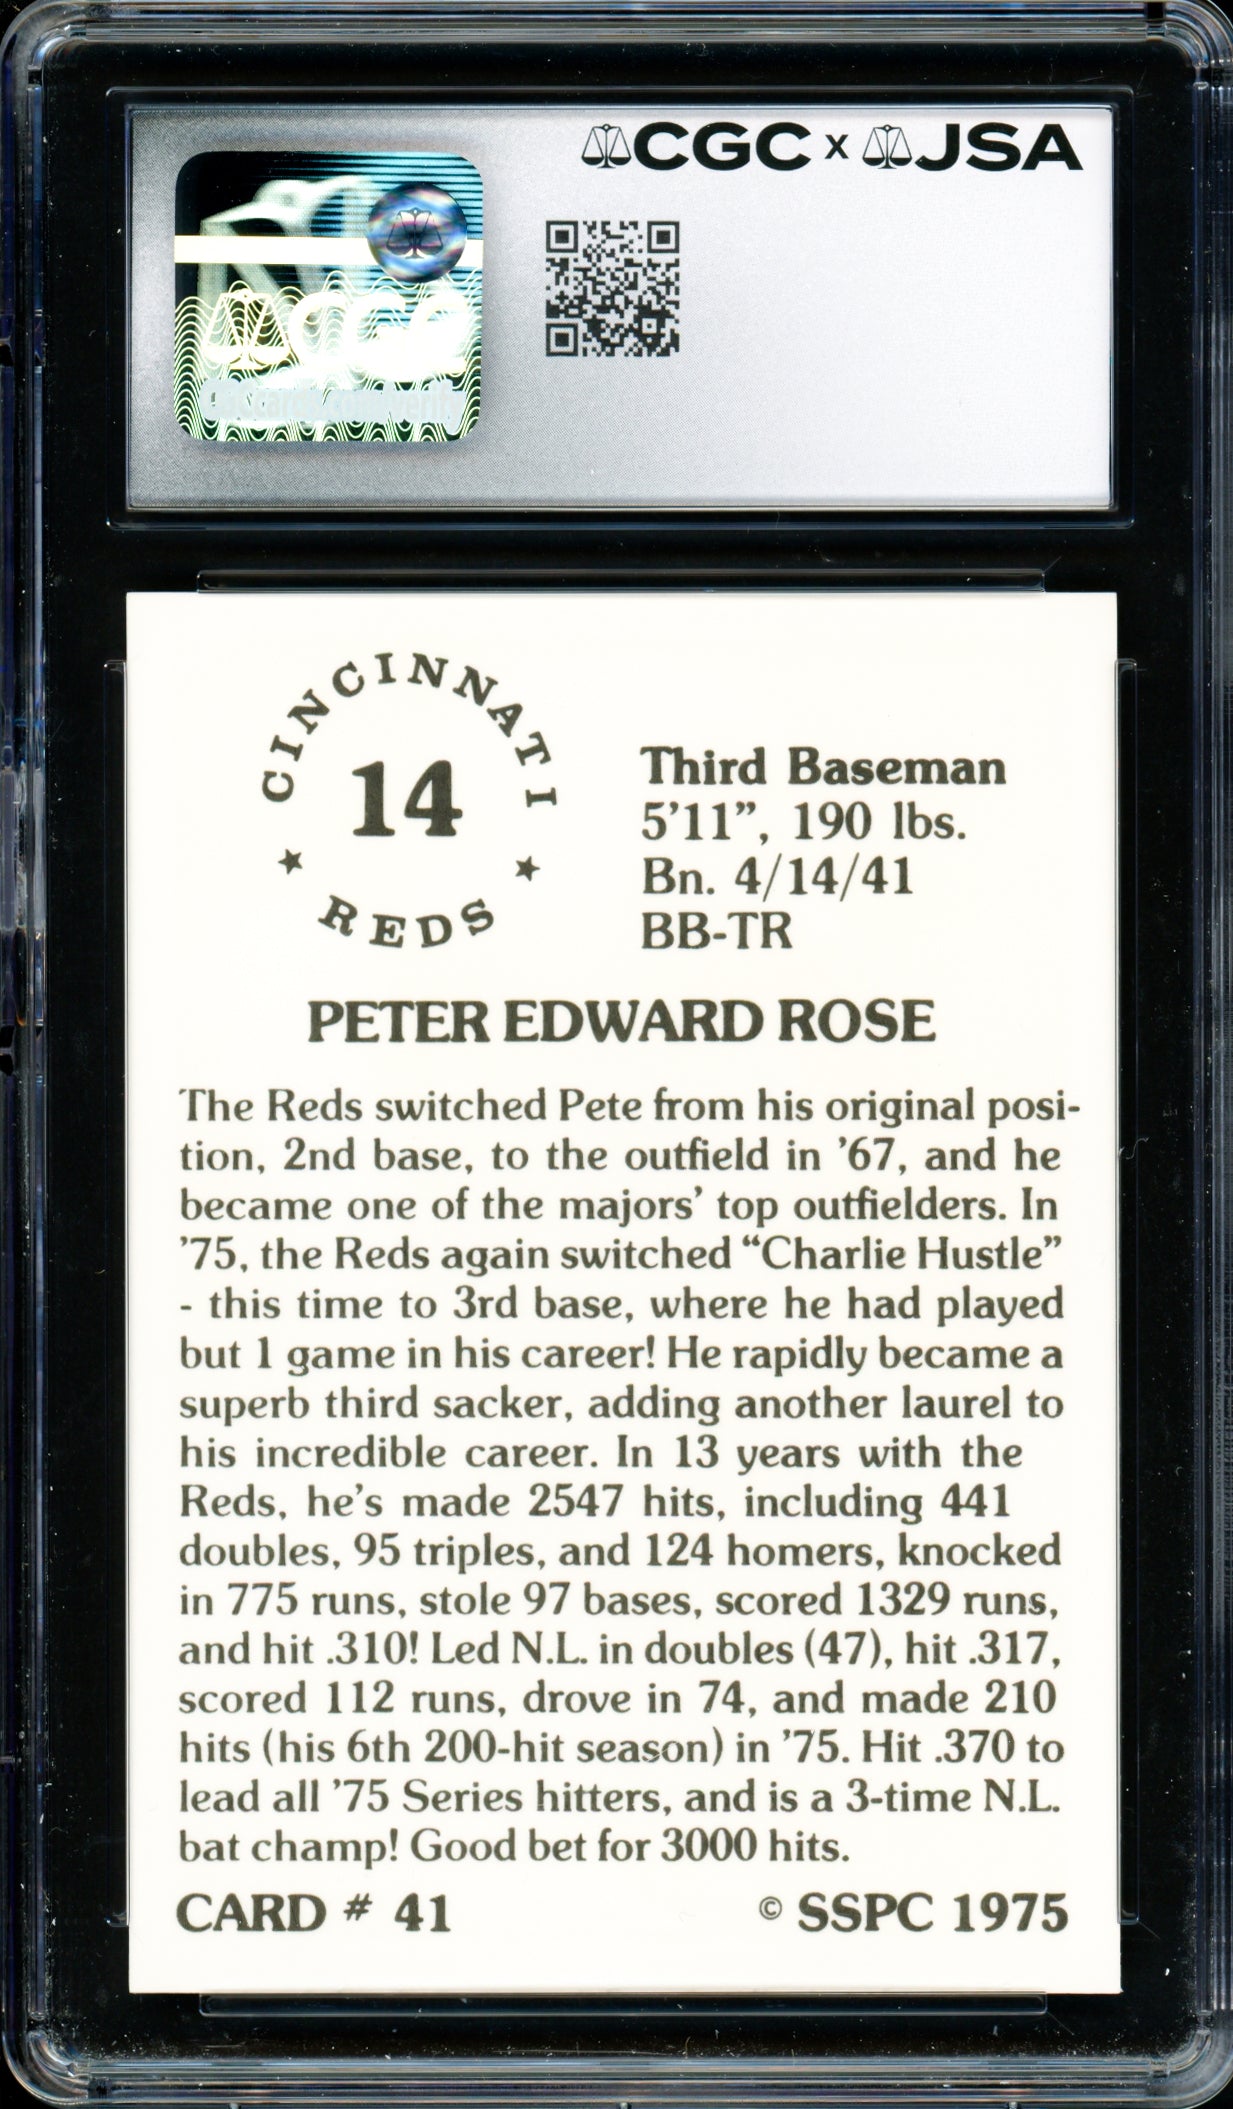 CGC x JSA
CGC
cgccards.com/verify
CINCINNATI
14
REDS
Third Baseman
5'11”, 190 lbs.
Bn. 4/14/41
BB-TR
PETER EDWARD ROSE
The Reds switched Pete from his original posi-
tion, 2nd base, to the outfield in ’67, and he
became one of the majors’ top outfielders. In
’75, the Reds again switched “Charlie Hustle”
- this time to 3rd base, where he had played
but 1 game in his career! He rapidly became a
superb third sacker, adding another laurel to
his incredible career. In 13 years with the
Reds, he’s made 2547 hits, including 441
doubles, 95 triples, and 124 homers, knocked
in 775 runs, stole 97 bases, scored 1329 runs,
and hit .310! Led N.L. in doubles (47), hit .317,
scored 112 runs, drove in 74, and made 210
hits (his 6th 200-hit season) in ’75. Hit .370 to
lead all ’75 Series hitters, and is a 3-time N.L.
bat champ! Good bet for 3000 hits.
CARD # 41
© SSPC 1975